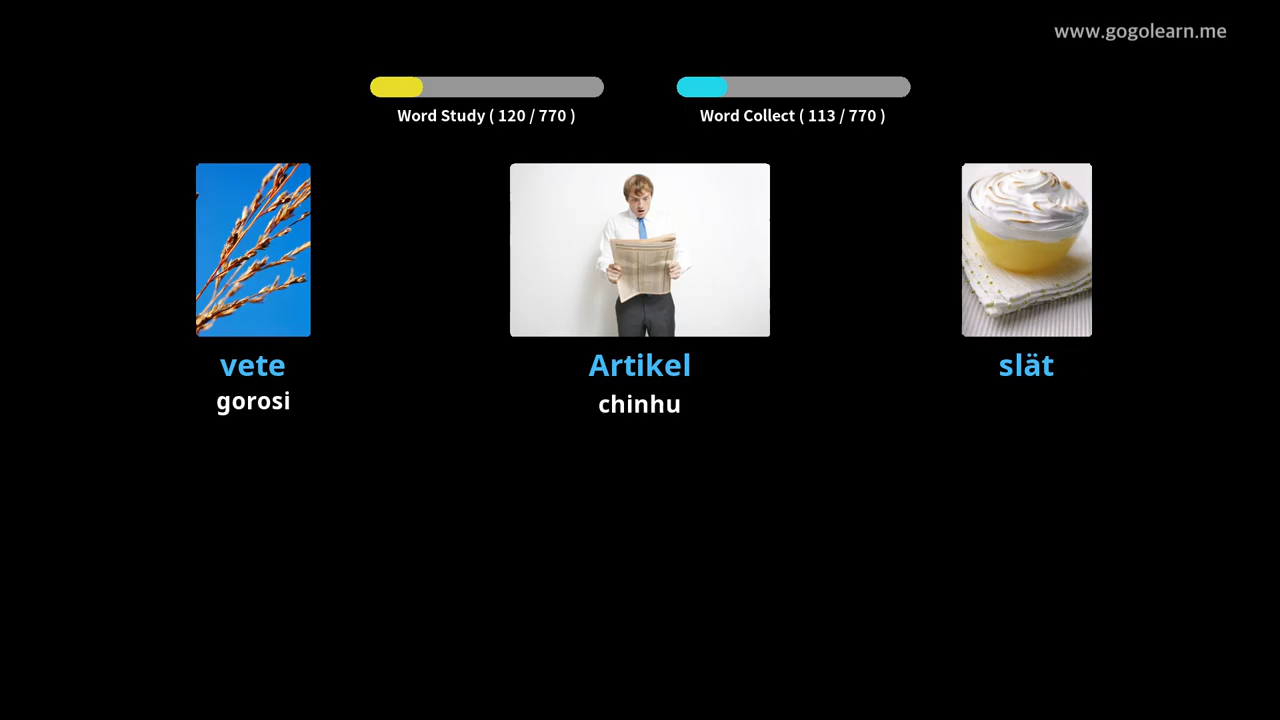 www.gogolearn.me
Word Study ( 120 / 770 )
Word Collect ( 113 / 770 )
vete
gorosi
Artikel
chinhu
slät